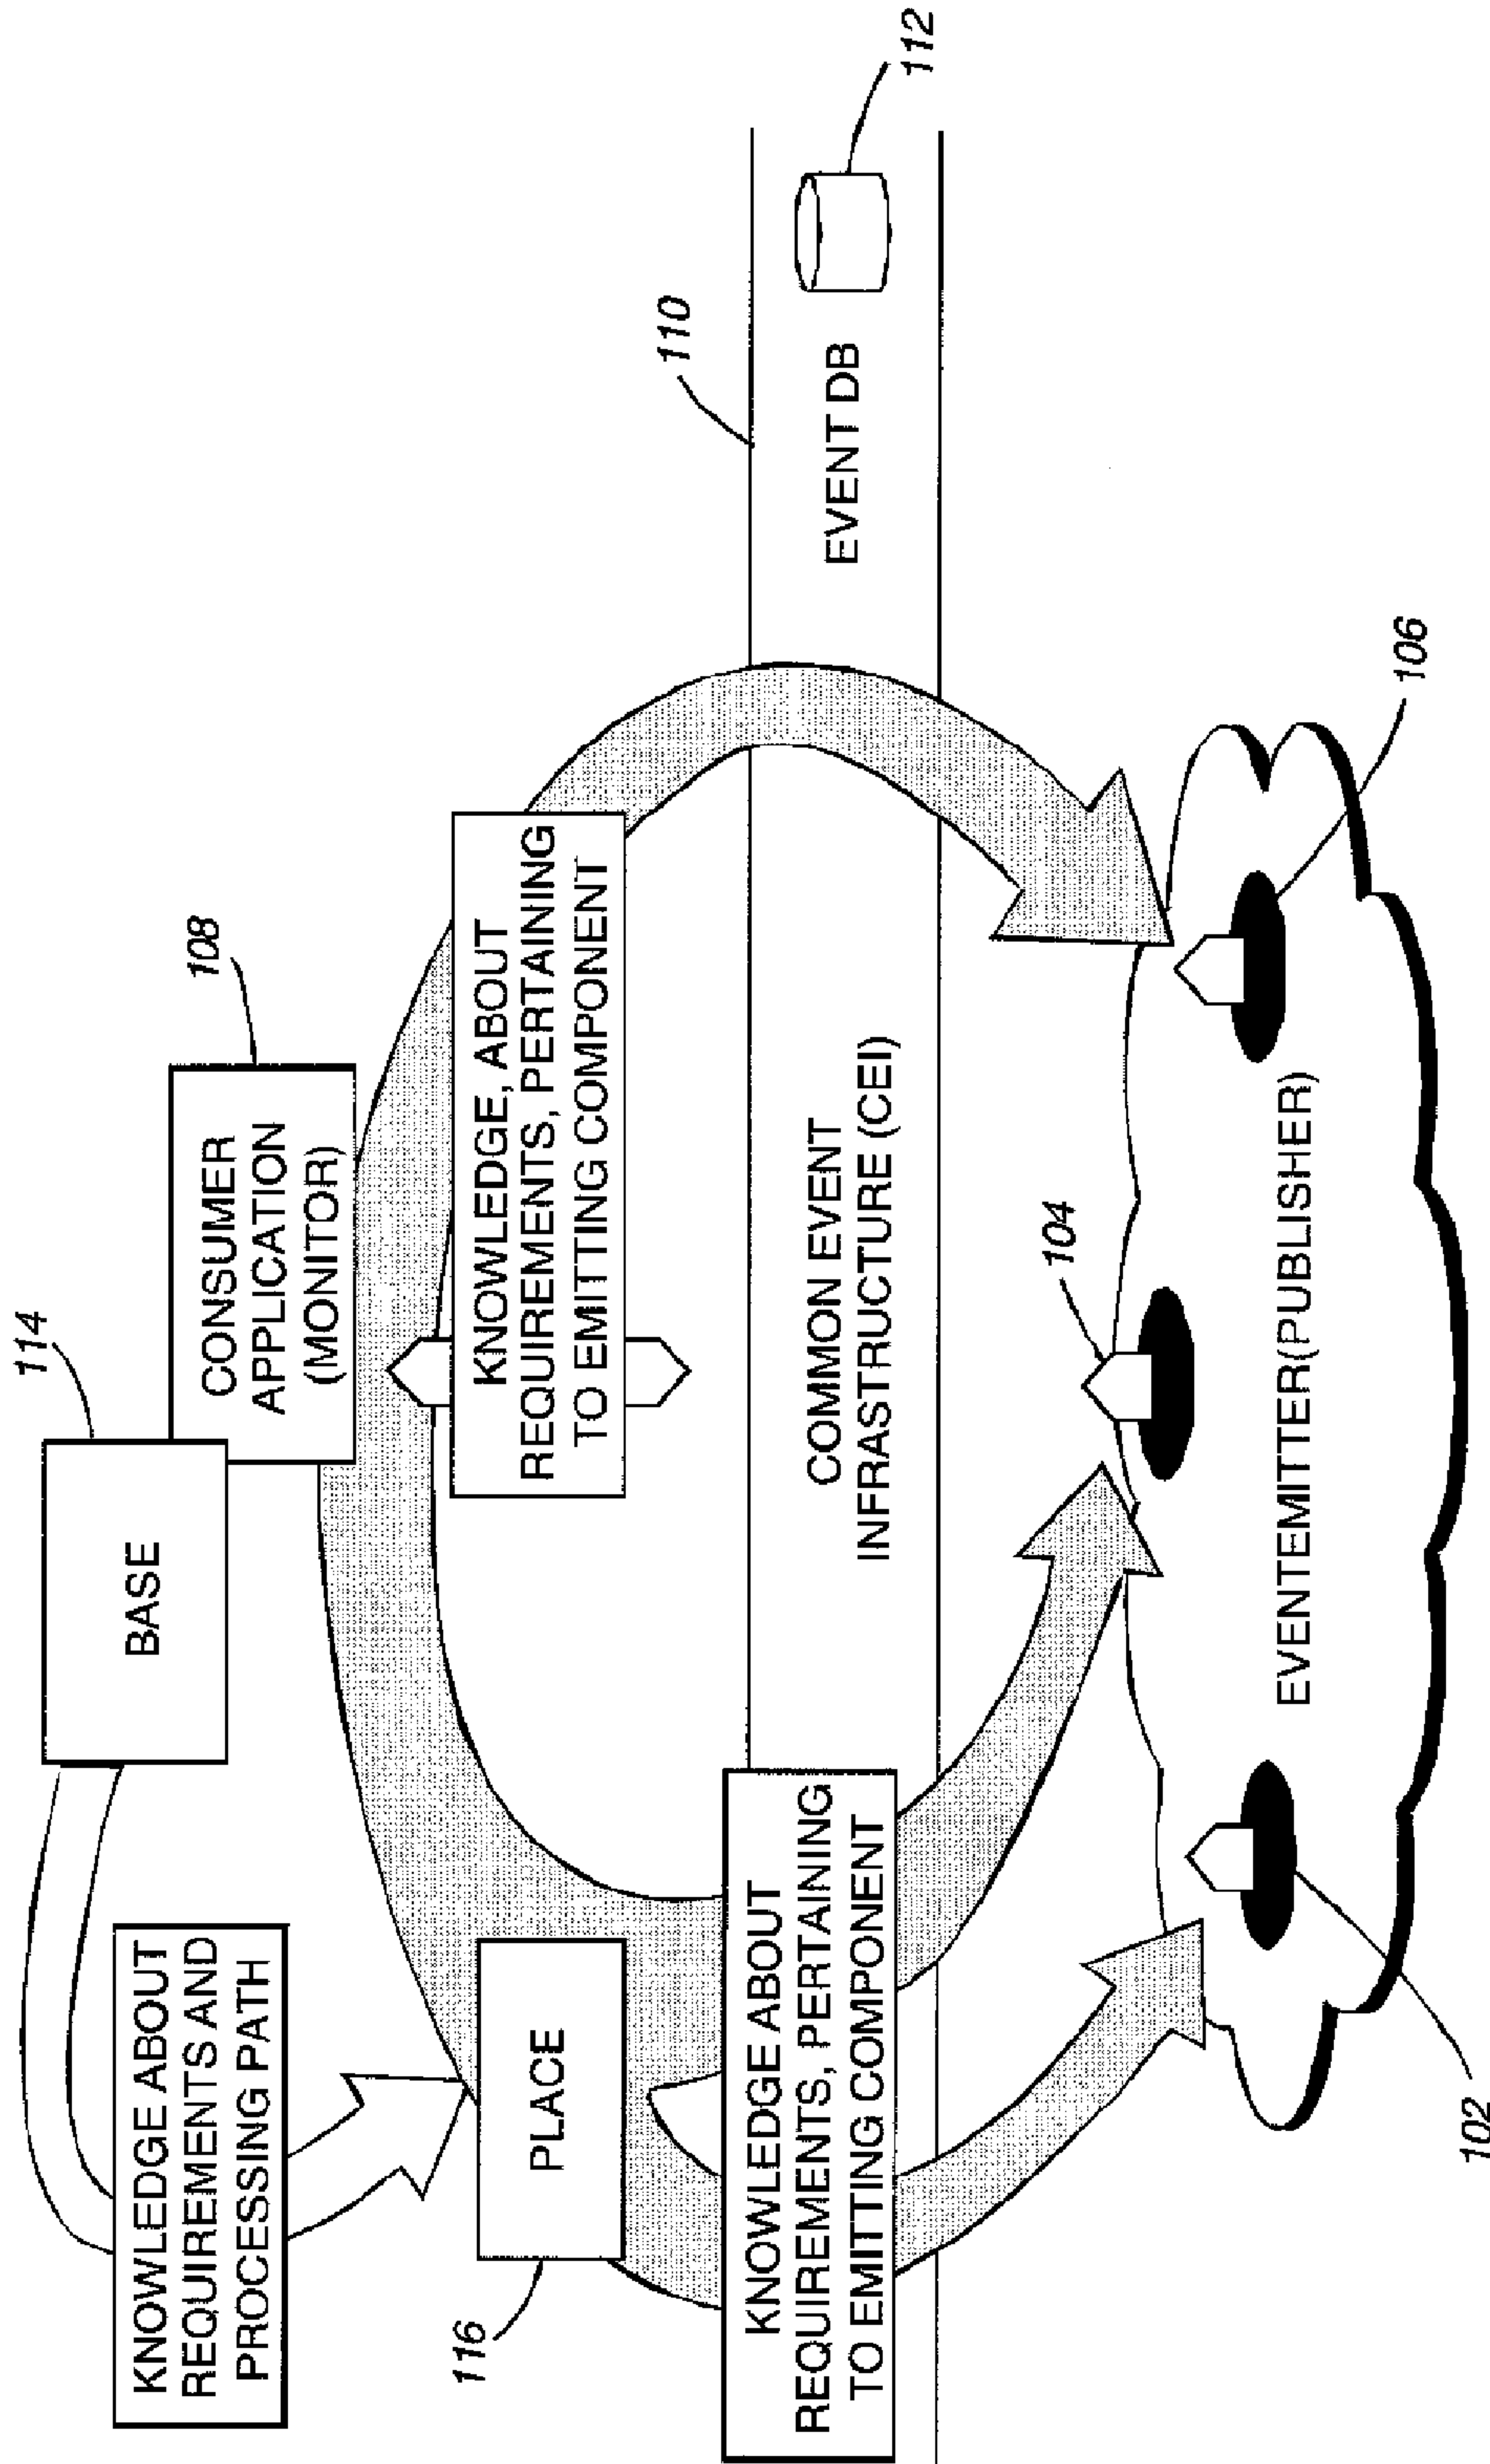 114
BASE
KNOWLEDGE ABOUT
REQUIREMENTS AND
PROCESSING PATH
108
CONSUMER
APPLICATION
(MONITOR)
116
PLACE
KNOWLEDGE, ABOUT
REQUIREMENTS, PERTAINING
TO EMITTING COMPONENT
KNOWLEDGE ABOUT
REQUIREMENTS, PERTAINING
TO EMITTING COMPONENT
110
COMMON EVENT
INFRASTRUCTURE (CEI)
EVENT DB
112
104
EVENTEMITTER(PUBLISHER)
102
106